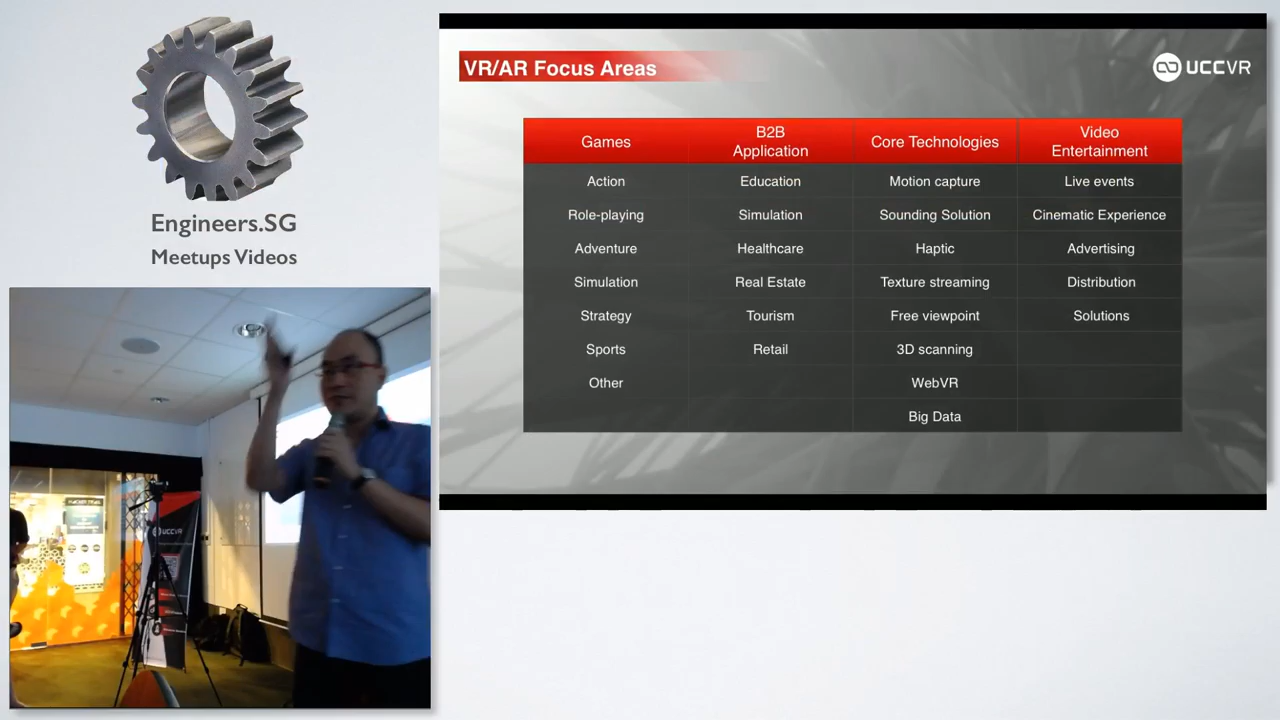 Engineers.SG
Meetups Videos
VR/AR Focus Areas
UCCVR
Games
B2B
Application
Core Technologies
Video
Entertainment
Action
Education
Motion capture
Live events
Role-playing
Simulation
Sounding Solution
Cinematic Experience
Adventure
Healthcare
Haptic
Advertising
Simulation
Real Estate
Texture streaming
Distribution
Strategy
Tourism
Free viewpoint
Solutions
Sports
Retail
3D scanning
Other
WebVR
Big Data
UCCVR